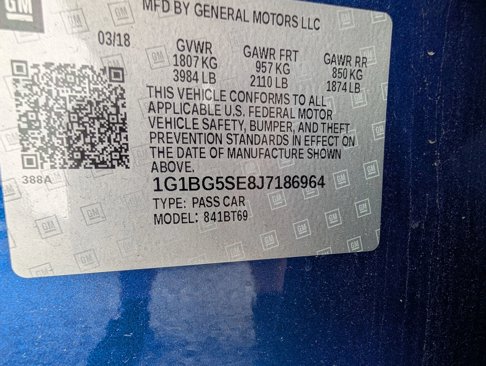 GM
MFD BY GENERAL MOTORS LLC
03/18
GVWR GAWR FRT GAWR RR
1807 KG 957 KG 850 KG
3984 LB 2110 LB 1874 LB
THIS VEHICLE CONFORMS TO ALL
APPLICABLE U.S. FEDERAL MOTOR
VEHICLE SAFETY, BUMPER, AND THEFT
PREVENTION STANDARDS IN EFFECT ON
THE DATE OF MANUFACTURE SHOWN
ABOVE.
388A
1G1BG5SE8J7186964
TYPE: PASS CAR
MODEL: 841BT69